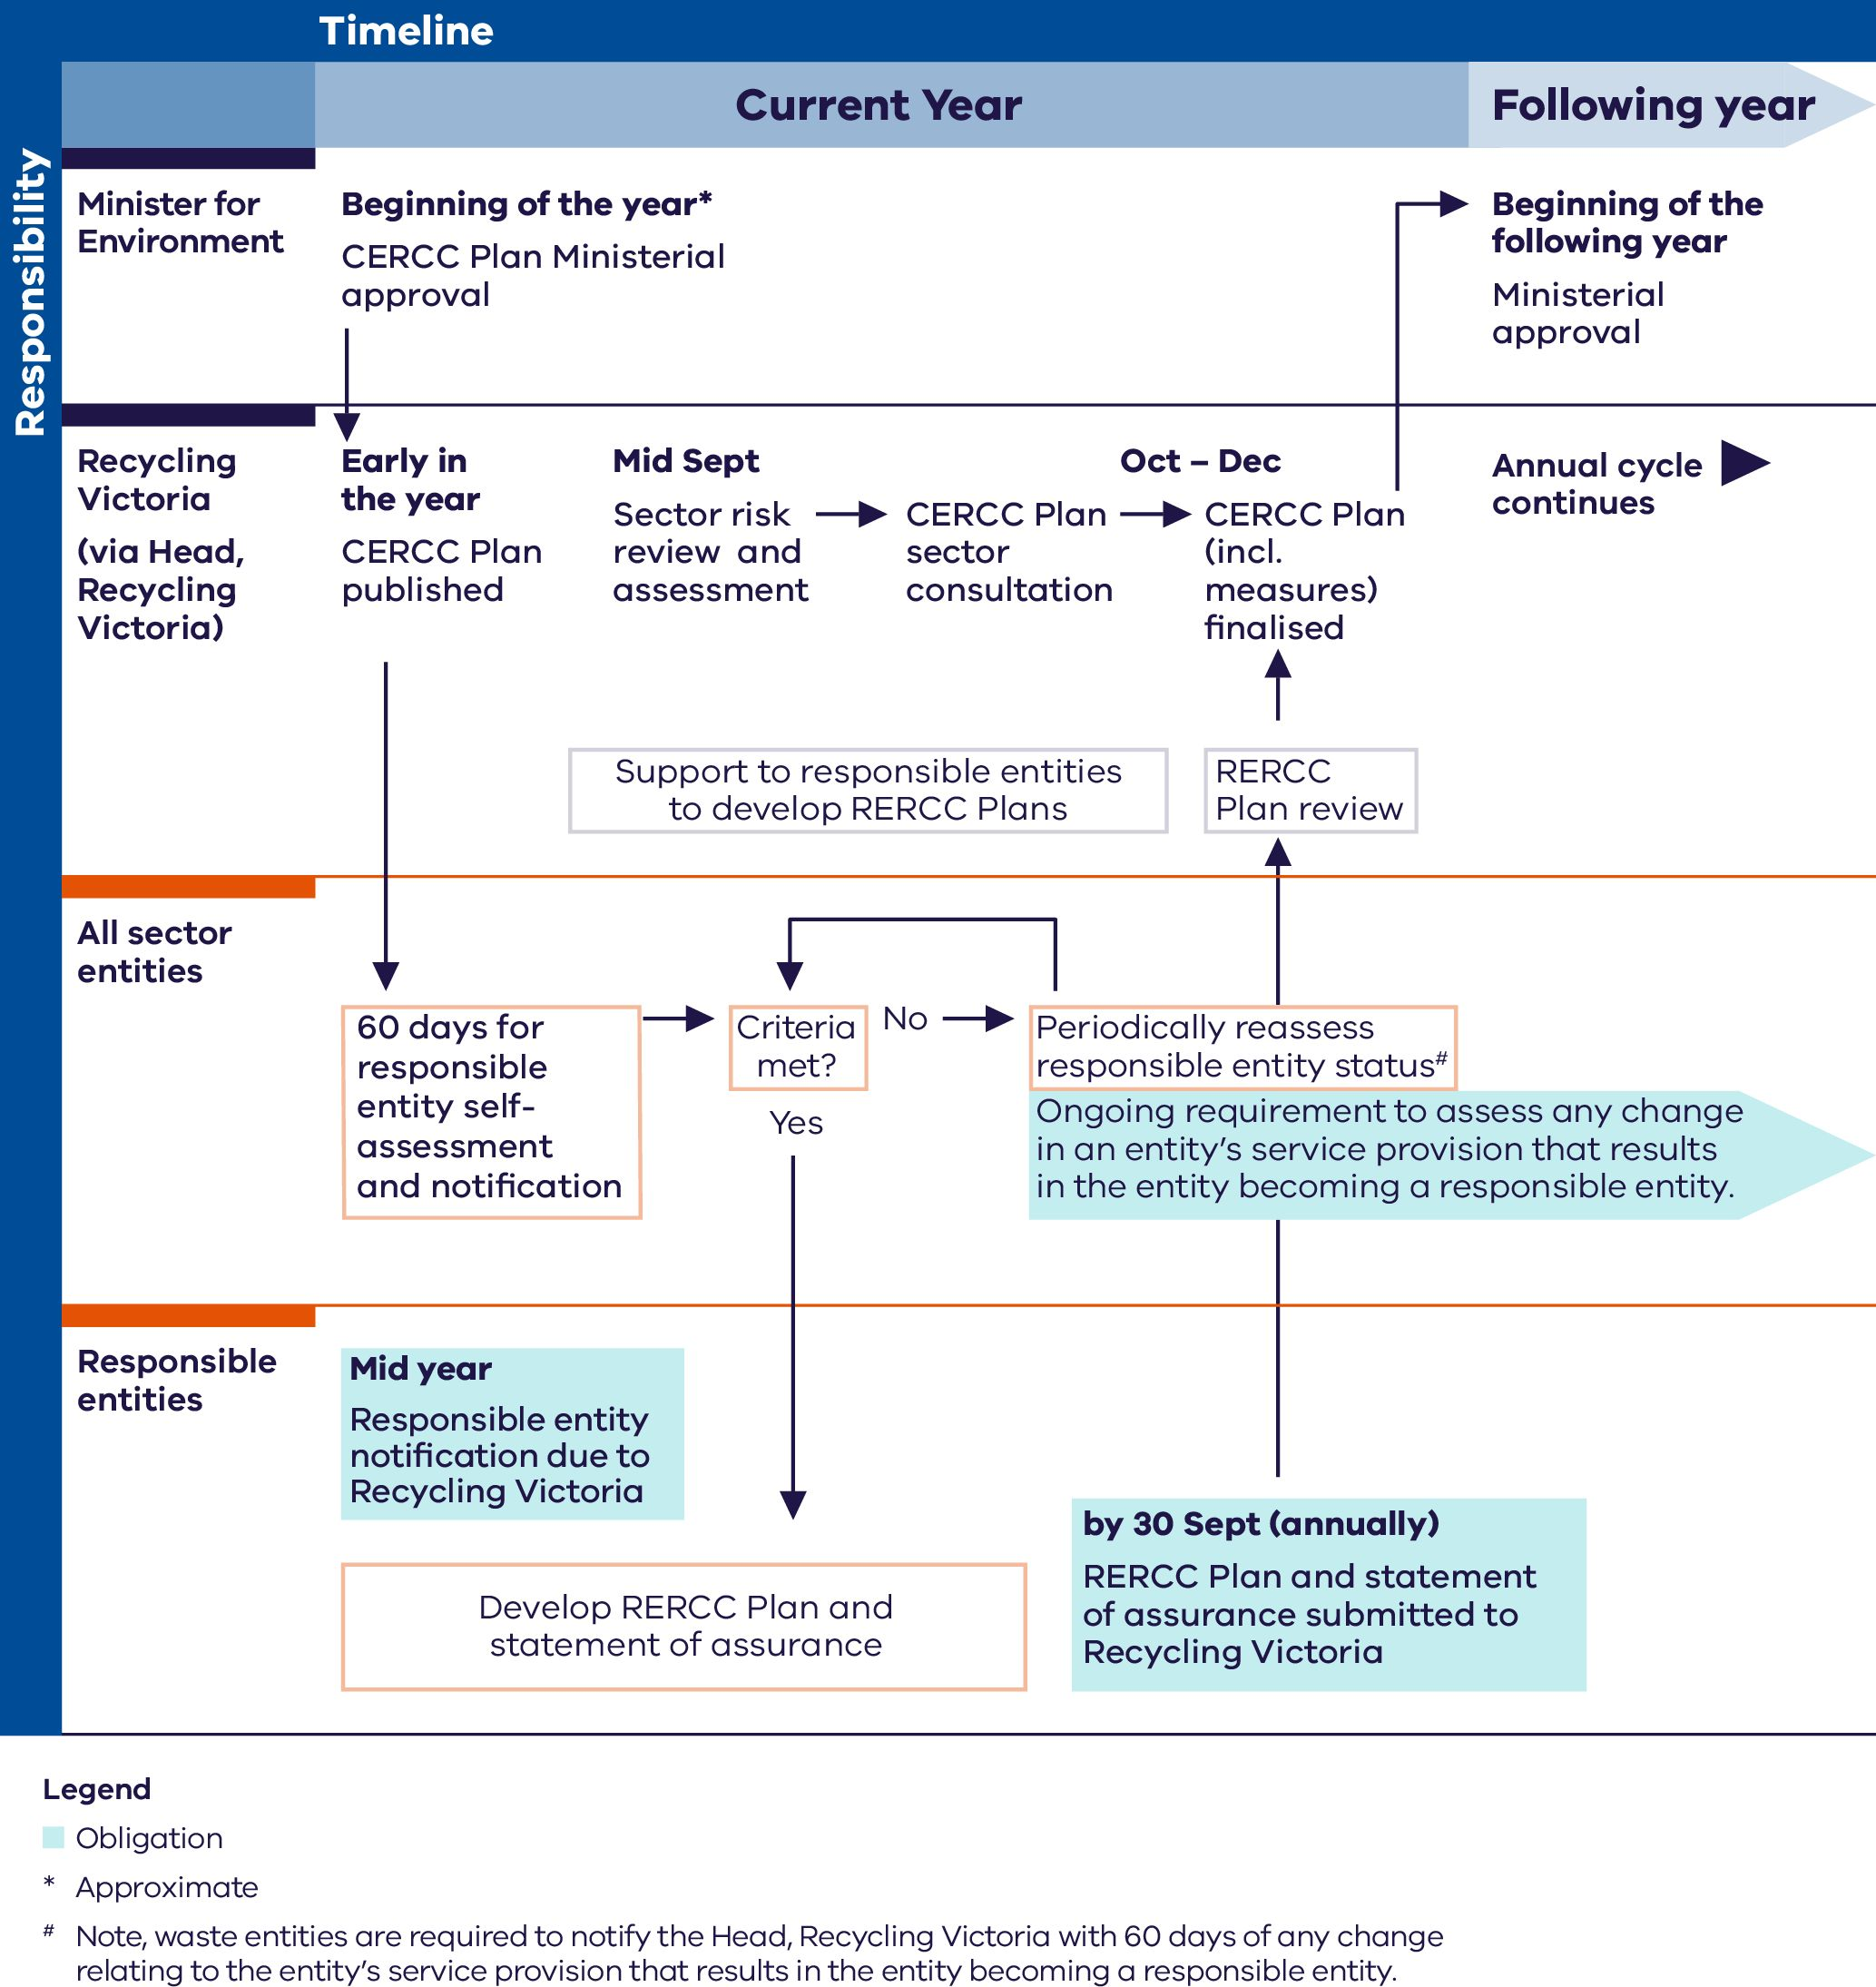 Timeline
Responsibility
Current Year
Following year
Minister for
Environment
Beginning of the year*
CERCC Plan Ministerial
approval
Beginning of the
following year
Ministerial
approval
Recycling
Victoria
(via Head,
Recycling
Victoria)
Early in
the year
CERCC Plan
published
Mid Sept
Sector risk
review and
assessment
CERCC Plan
sector
consultation
Oct – Dec
CERCC Plan
(incl.
measures)
finalised
Annual cycle
continues
Support to responsible entities
to develop RERCC Plans
RERCC
Plan review
All sector
entities
60 days for
responsible
entity self-
assessment
and notification
Criteria
met?
No
Yes
Periodically reassess
responsible entity status#
Ongoing requirement to assess any change
in an entity's service provision that results
in the entity becoming a responsible entity.
Responsible
entities
Mid year
Responsible entity
notification due to
Recycling Victoria
Develop RERCC Plan and
statement of assurance
by 30 Sept (annually)
RERCC Plan and statement
of assurance submitted to
Recycling Victoria
Legend
Obligation
* Approximate
# Note, waste entities are required to notify the Head, Recycling Victoria with 60 days of any change
relating to the entity's service provision that results in the entity becoming a responsible entity.